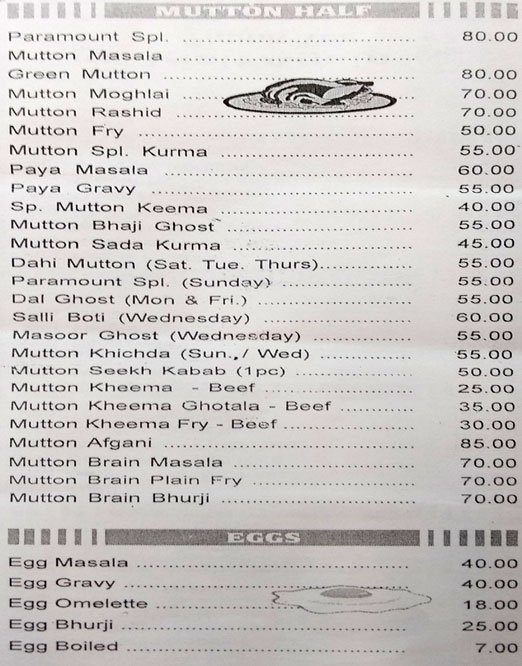 MUTTON HALF
Paramount Spl. ........ 80.00
Mutton Masala ........
Green Mutton ........ 80.00
Mutton Moghlai ........ 70.00
Mutton Rashid ........ 70.00
Mutton Fry ........ 50.00
Mutton Spl. Kurma ........ 55.00
Paya Masala ........ 60.00
Paya Gravy ........ 55.00
Sp. Mutton Keema ........ 40.00
Mutton Bhaji Ghost ........ 55.00
Mutton Sada Kurma ........ 45.00
Dahi Mutton (Sat. Tue. Thurs)........ 55.00
Paramount Spl. (Sunday) ........ 55.00
Dal Ghost (Mon & Fri.) ........ 55.00
Salli Boti (Wednesday) ........ 60.00
Masoor Ghost (Wednesday) ........ 55.00
Mutton Khichda (Sun./ Wed) ........ 55.00
Mutton Seekh Kabab (1pc) ........ 50.00
Mutton Kheema - Beef ........ 25.00
Mutton Kheema Ghotala - Beef ........ 35.00
Mutton Kheema Fry - Beef ........ 30.00
Mutton Afgani ........ 85.00
Mutton Brain Masala ........ 70.00
Mutton Brain Plain Fry ........ 70.00
Mutton Brain Bhurji ........ 70.00
EGGS
Egg Masala ........ 40.00
Egg Gravy ........ 40.00
Egg Omelette ........ 18.00
Egg Bhurji ........ 25.00
Egg Boiled ........ 7.00